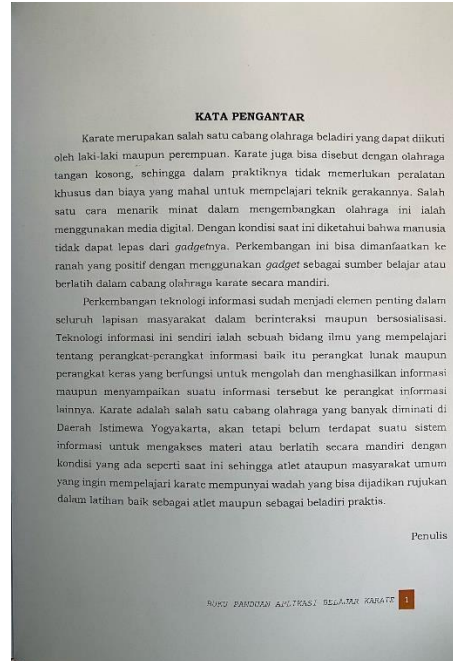 KATA PENGANTAR
Karate merupakan salah satu cabang olahraga beladiri yang dapat diikuti
oleh laki-laki maupun perempuan. Karate juga bisa disebut dengan olahraga
tangan kosong, sehingga dalam praktiknya tidak memerlukan peralatan
khusus dan biaya yang mahal untuk mempelajari teknik gerakannya. Salah
satu cara menarik minat dalam mengembangkan olahraga ini ialah
menggunakan media digital. Dengan kondisi saat ini diketahui bahwa manusia
tidak dapat lepas dari gadgetnya. Perkembangan ini bisa dimanfaatkan ke
ranah yang positif dengan menggunakan gadget sebagai sumber belajar atau
berlatih dalam cabang olahraga karate secara mandiri.
Perkembangan teknologi informasi sudah menjadi elemen penting dalam
seluruh lapisan masyarakat dalam berinteraksi maupun bersosialisasi.
Teknologi informasi ini sendiri ialah sebuah bidang ilmu yang mempelajari
tentang perangkat-perangkat informasi baik itu perangkat lunak maupun
perangkat keras yang berfungsi untuk mengolah dan menghasilkan informasi
maupun menyampaikan suatu informasi tersebut ke perangkat informasi
lainnya. Karate adalah salah satu cabang olahraga yang banyak diminati di
Daerah Istimewa Yogyakarta, akan tetapi belum terdapat suatu sistem
informasi untuk mengakses materi atau berlatih secara mandiri dengan
kondisi yang ada seperti saat ini sehingga atlet ataupun masyarakat umum
yang ingin mempelajari karate mempunyai wadah yang bisa dijadikan rujukan
dalam latihan baik sebagai atlet maupun sebagai beladiri praktis.
Penulis
BUKU PANDUAN APLIKASI BELAJAR KARATE 1